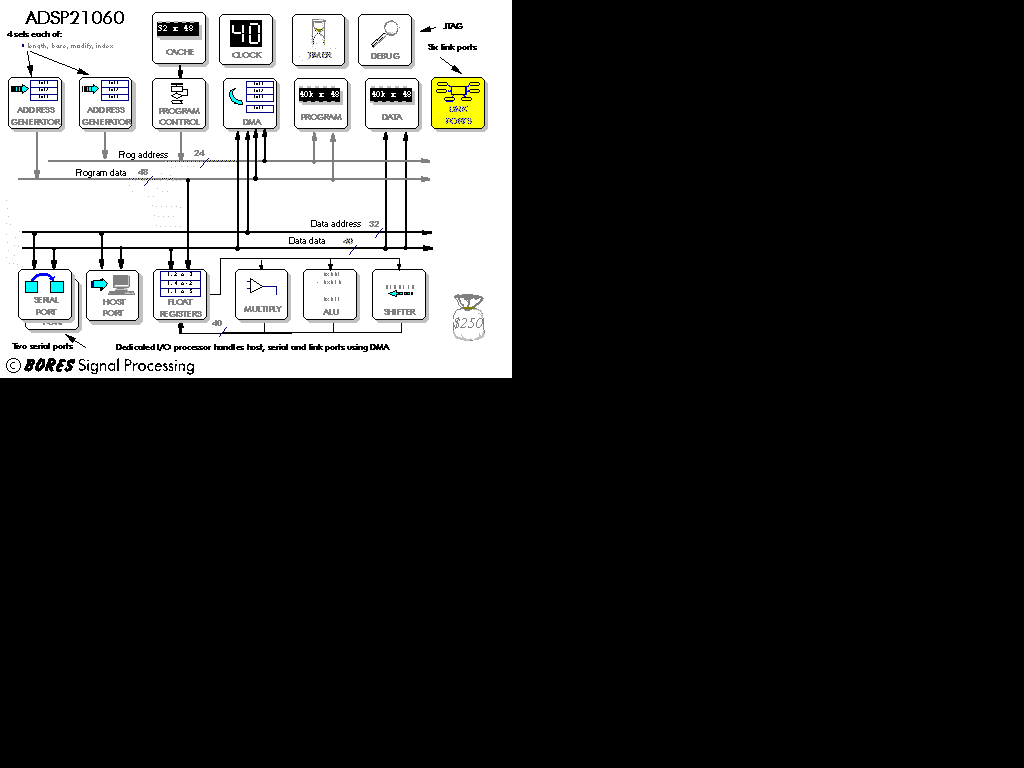 ADSP21060
4 sets each of:
• length, base, modify, index
JTAG
Six link ports
32 x 48
CACHE
40
CLOCK
TIMER
DEBUG
ADDRESS
GENERATOR
ADDRESS
GENERATOR
PROGRAM
CONTROL
DMA
40k x 48
PROGRAM
40k x 48
DATA
LINK
PORTS
Prog address 24
Program data 48
Data address 32
Data data 40
SERIAL
PORT
HOST
PORT
FLOAT
REGISTERS
MULTIPLY
ALU
SHIFTER
40
$250
Two serial ports
Dedicated I/O processor handles host, serial and link ports using DMA
© BORES Signal Processing